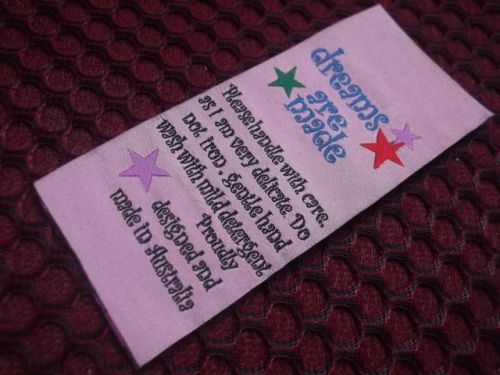 dreams
are
made
Please handle with care,
as I am very delicate. Do
not iron, gentle hand
wash with mild detergent.
Proudly
designed and
made in Australia